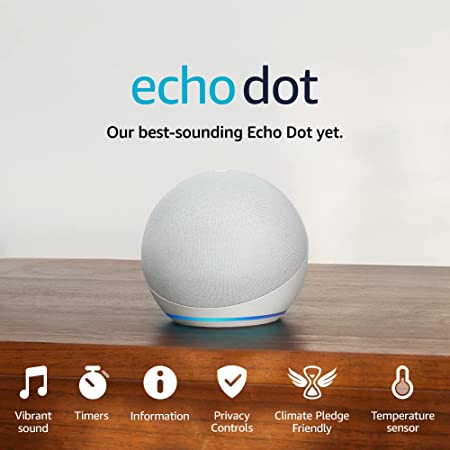 echo dot
Our best-sounding Echo Dot yet.
Vibrant
sound
Timers
Information
Privacy
Controls
Climate Pledge
Friendly
Temperature
sensor